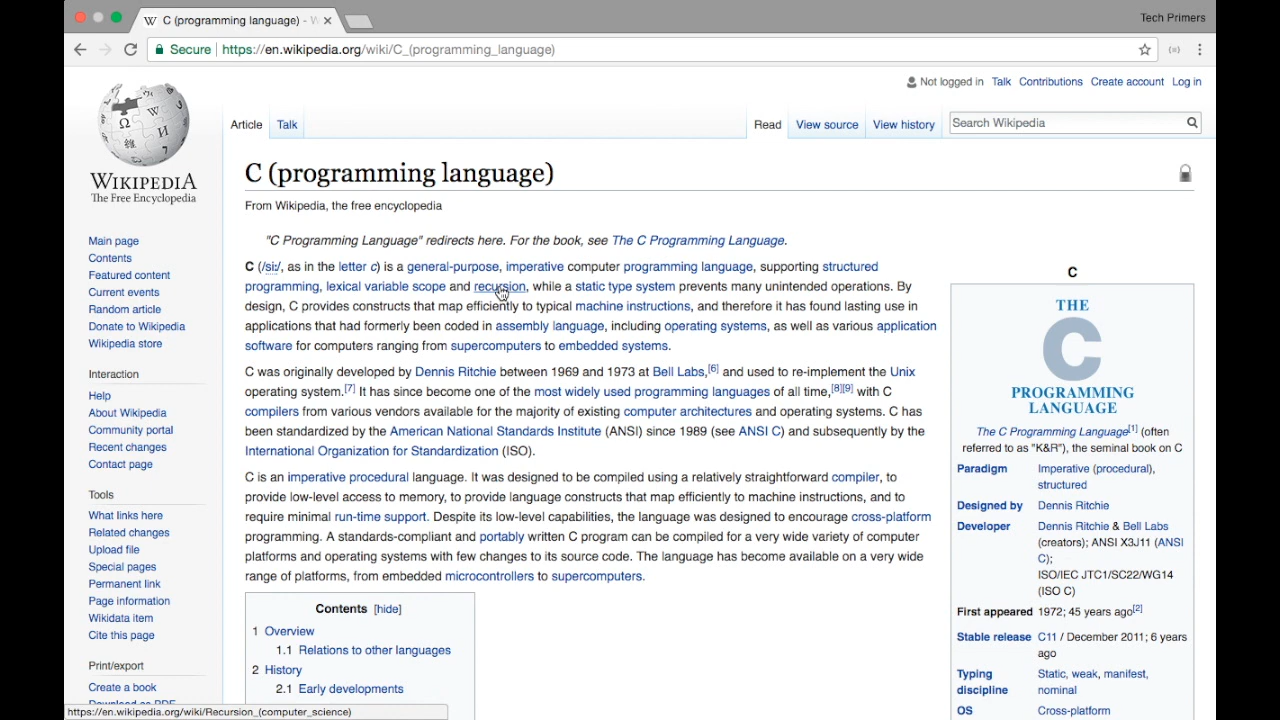 C (programming language) - W
Tech Primers
Secure
https://en.wikipedia.org/wiki/C_(programming_language)
Not logged in Talk Contributions Create account Log in
Article Talk Read View source View history Search Wikipedia
WIKIPEDIA
The Free Encyclopedia
Main page
Contents
Featured content
Current events
Random article
Donate to Wikipedia
Wikipedia store
Interaction
Help
About Wikipedia
Community portal
Recent changes
Contact page
Tools
What links here
Related changes
Upload file
Special pages
Permanent link
Page information
Wikidata item
Cite this page
Print/export
Create a book
Download as PDF
C (programming language)
From Wikipedia, the free encyclopedia
"C Programming Language" redirects here. For the book, see The C Programming Language.
C (/siː/, as in the letter c) is a general-purpose, imperative computer programming language, supporting structured
programming, lexical variable scope and recursion, while a static type system prevents many unintended operations. By
design, C provides constructs that map efficiently to typical machine instructions, and therefore it has found lasting use in
applications that had formerly been coded in assembly language, including operating systems, as well as various application
software for computers ranging from supercomputers to embedded systems.
C was originally developed by Dennis Ritchie between 1969 and 1973 at Bell Labs,[6] and used to re-implement the Unix
operating system.[7] It has since become one of the most widely used programming languages of all time,[8][9] with C
compilers from various vendors available for the majority of existing computer architectures and operating systems. C has
been standardized by the American National Standards Institute (ANSI) since 1989 (see ANSI C) and subsequently by the
International Organization for Standardization (ISO).
C is an imperative procedural language. It was designed to be compiled using a relatively straightforward compiler, to
provide low-level access to memory, to provide language constructs that map efficiently to machine instructions, and to
require minimal run-time support. Despite its low-level capabilities, the language was designed to encourage cross-platform
programming. A standards-compliant and portably written C program can be compiled for a very wide variety of computer
platforms and operating systems with few changes to its source code. The language has become available on a very wide
range of platforms, from embedded microcontrollers to supercomputers.
Contents [hide]
1 Overview
1.1 Relations to other languages
2 History
2.1 Early developments
C
THE
C
PROGRAMMING
LANGUAGE
The C Programming Language[1] (often
referred to as "K&R"), the seminal book on C
Paradigm Imperative (procedural),
structured
Designed by Dennis Ritchie
Developer Dennis Ritchie & Bell Labs
(creators); ANSI X3J11 (ANSI
C);
ISO/IEC JTC1/SC22/WG14
(ISO C)
First appeared 1972; 45 years ago[2]
Stable release C11 / December 2011; 6 years
ago
Typing Static, weak, manifest,
discipline nominal
OS Cross-platform
https://en.wikipedia.org/wiki/Recursion_(computer_science)